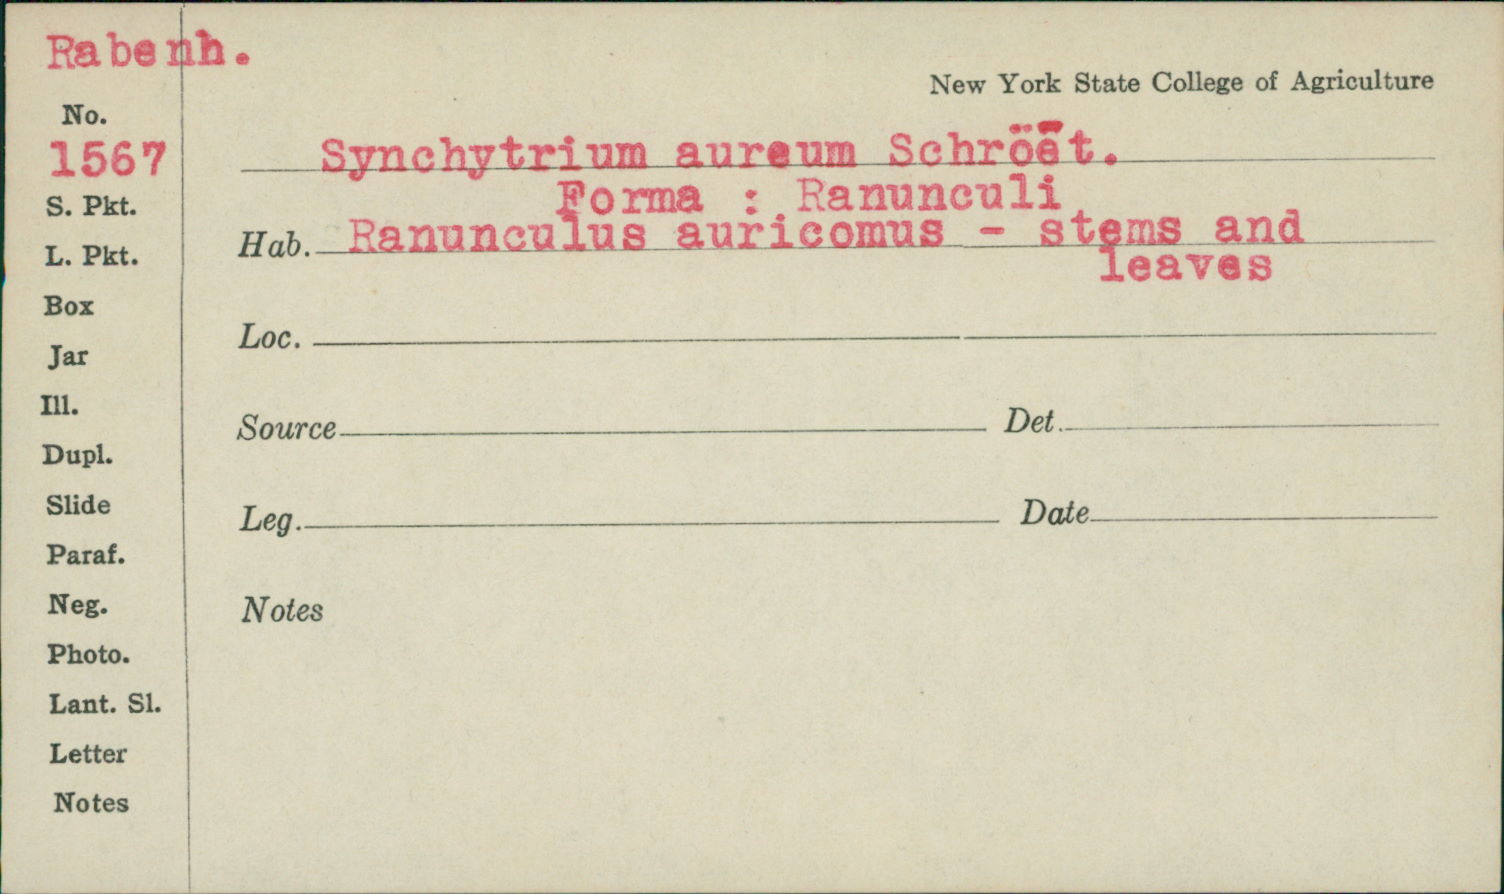 Rabenh.
New York State College of Agriculture
No.
1567
Synchytrium aureum Schröët.
Forma : Ranunculi
Hab. Ranunculus auricomus - stems and
leaves
S. Pkt.
L. Pkt.
Box
Jar
Ill.
Dupl.
Slide
Paraf.
Neg.
Photo.
Lant. Sl.
Letter
Notes
Loc.
Source Det.
Leg. Date
Notes